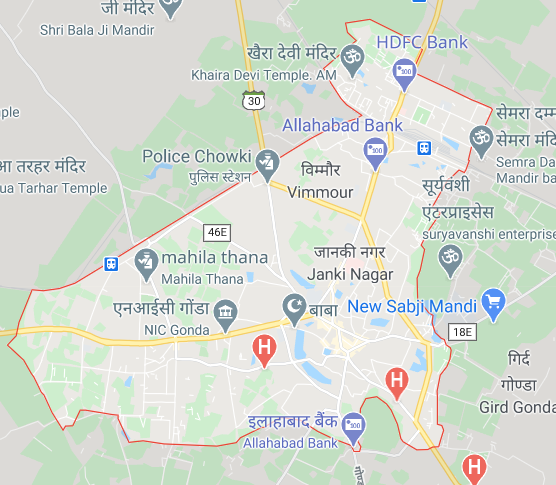 जी मंदिर
Shri Bala Ji Mandir
खैरा देवी मंदिर
Khaira Devi Temple. AM
HDFC Bank
30
Allahabad Bank
सेमरा दम्म
सेमरा मंदि
Semra Da
Mandir ba
ple
आ तरहर मंदिर
ua Tarhar Temple
Police Chowki
पुलिस स्टेशन
विम्मौर
Vimmour
सूर्यवंशी
एंटरप्राइसेस
suryavanshi enterprise
46E
mahila thana
Mahila Thana
जानकी नगर
Janki Nagar
एनआईसी गोंडा
NIC Gonda
बाबा
New Sabji Mandi
18E
H
H
गिर्द
गोण्डा
Gird Gonda
इलाहाबाद बैंक
Allahabad Bank
H